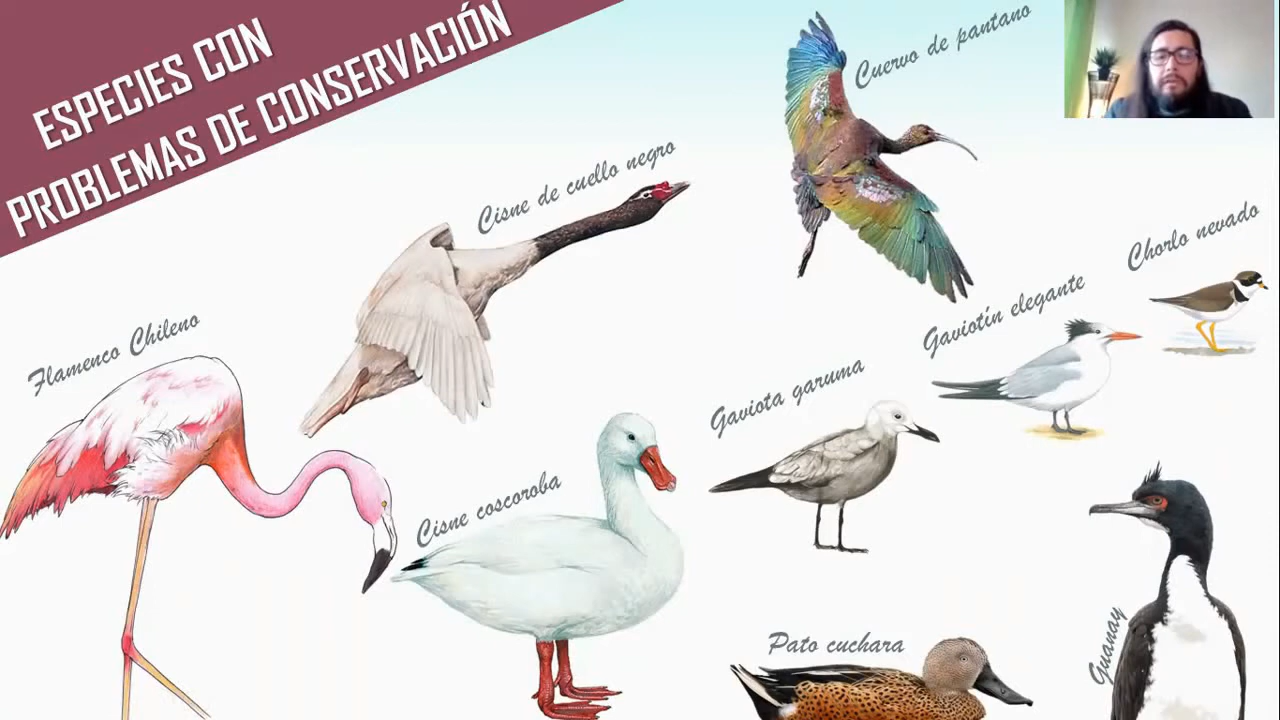 ESPECIES CON
PROBLEMAS DE CONSERVACIÓN
Cuervo de pantano
Cisne de cuello negro
Chorlo nevado
Gaviotín elegante
Flamenco Chileno
Gaviota garuma
Cisne coscoroba
Pato cuchara
Guanay